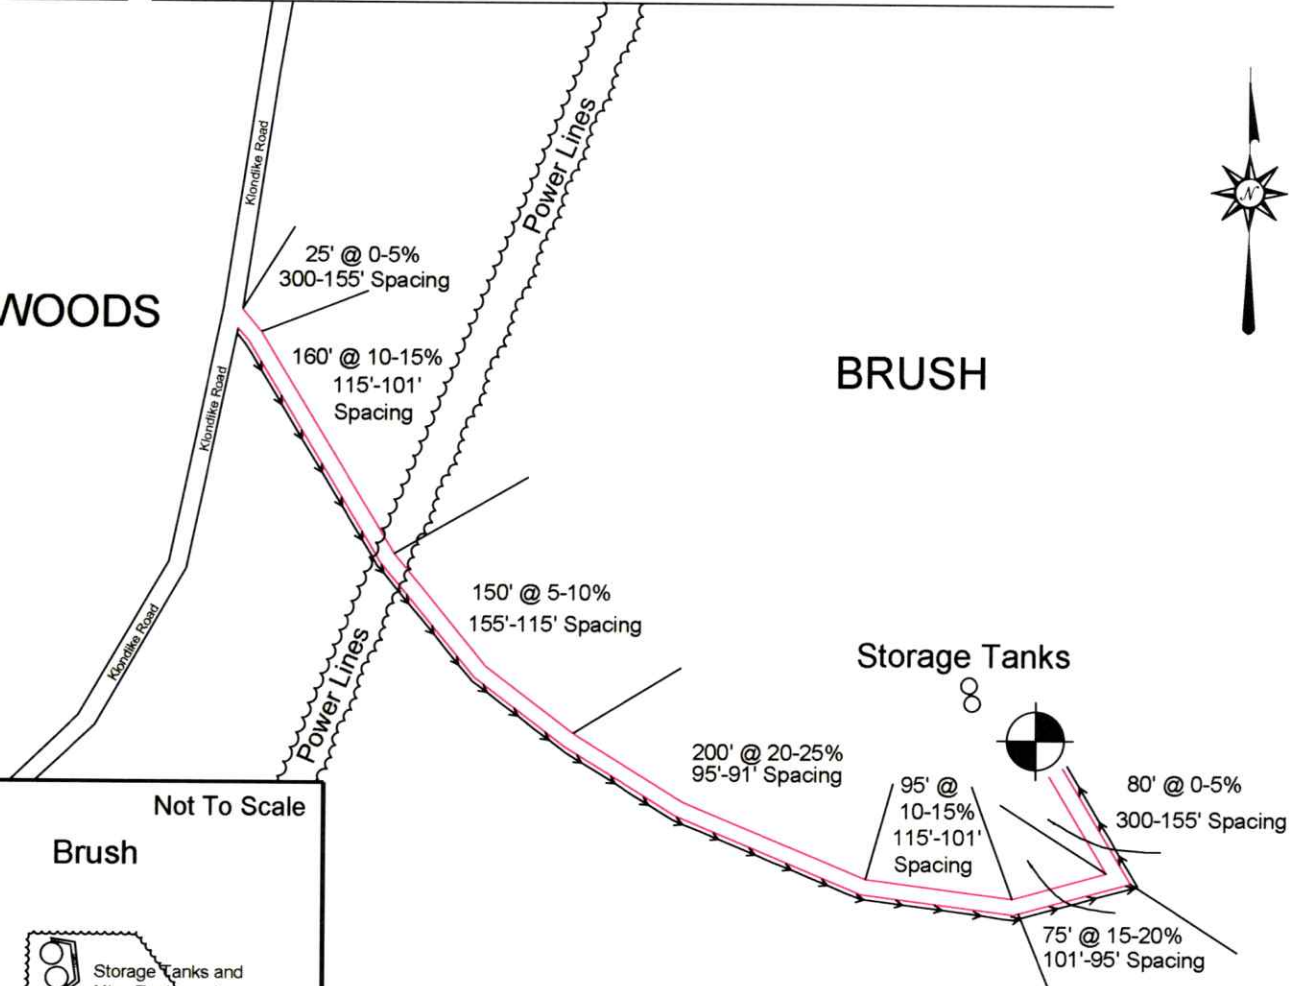 Klondike Road
Power Lines
N
25' @ 0-5%
300-155' Spacing
WOODS
160' @ 10-15%
115'-101'
Spacing
BRUSH
Klondike Road
150' @ 5-10%
155'-115' Spacing
Klondike Road
Power Lines
Storage Tanks
200' @ 20-25%
95'-91' Spacing
95' @
10-15%
115'-101'
Spacing
80' @ 0-5%
300-155' Spacing
75' @ 15-20%
101'-95' Spacing
Not To Scale
Brush
Storage Tanks and